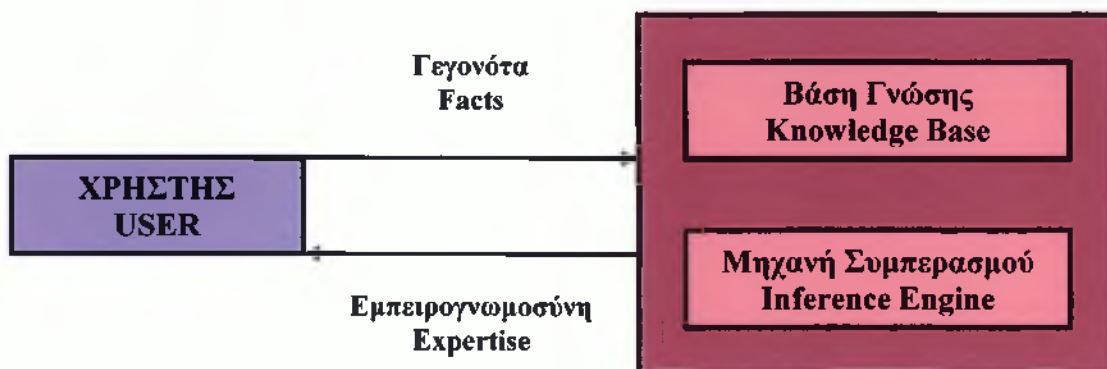 Γεγονότα
Facts
ΧΡΗΣΤΗΣ
USER
Εμπειρογνωμοσύνη
Expertise
Βάση Γνώσης
Knowledge Base
Μηχανή Συμπερασμού
Inference Engine